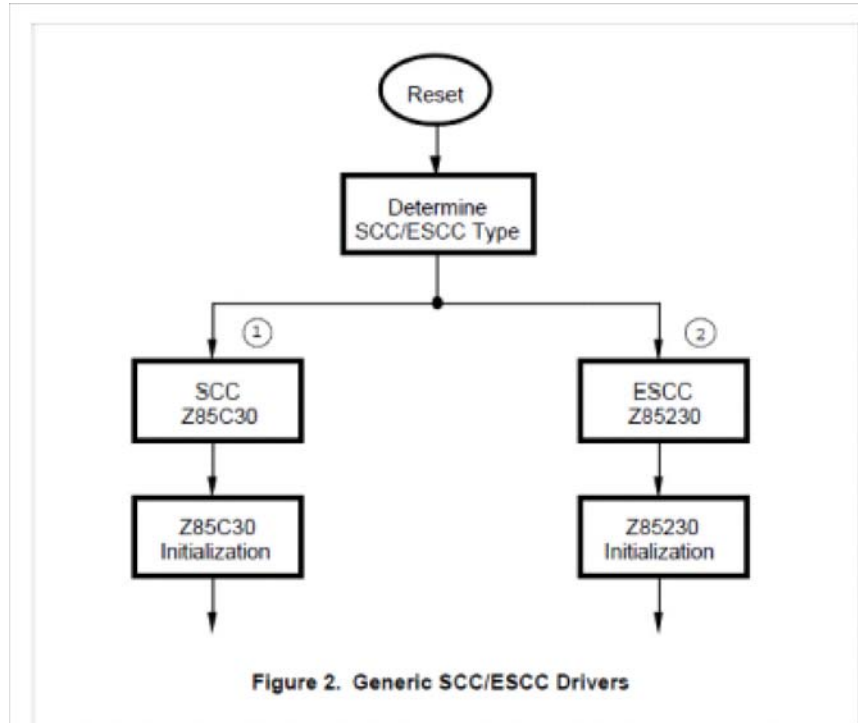 Reset
Determine
SCC/ESCC Type
1
2
SCC
Z85C30
ESCC
Z85230
Z85C30
Initialization
Z85230
Initialization
Figure 2. Generic SCC/ESCC Drivers